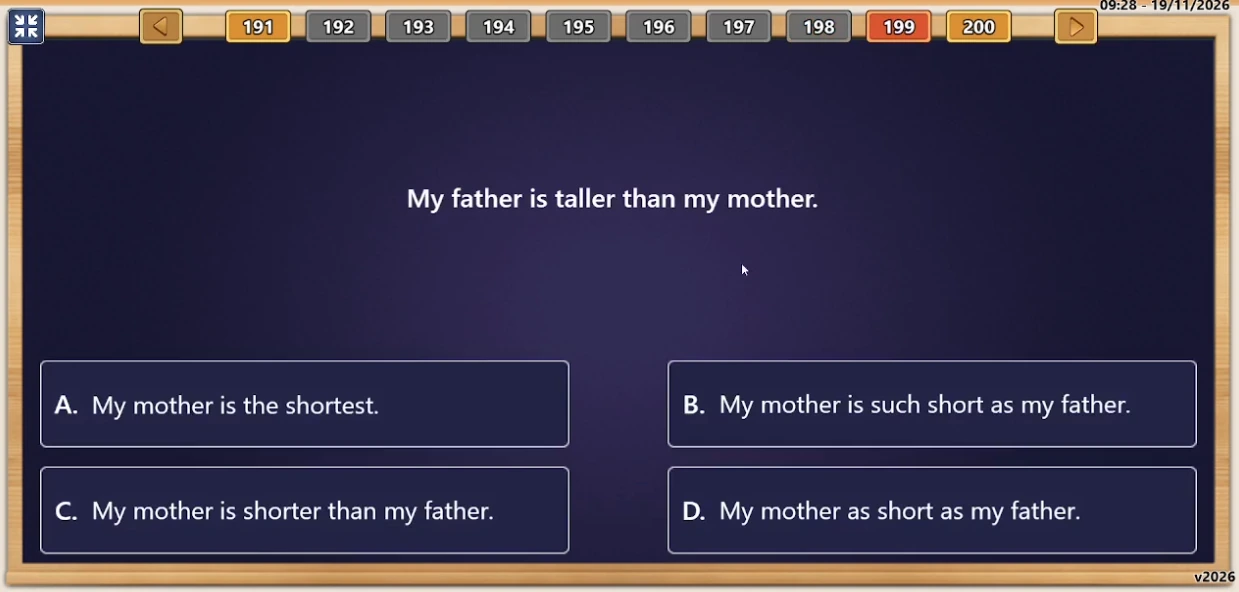 09:28 - 19/11/2026
191 192 193 194 195 196 197 198 199 200
My father is taller than my mother.
A. My mother is the shortest.
B. My mother is such short as my father.
C. My mother is shorter than my father.
D. My mother as short as my father.
v2026